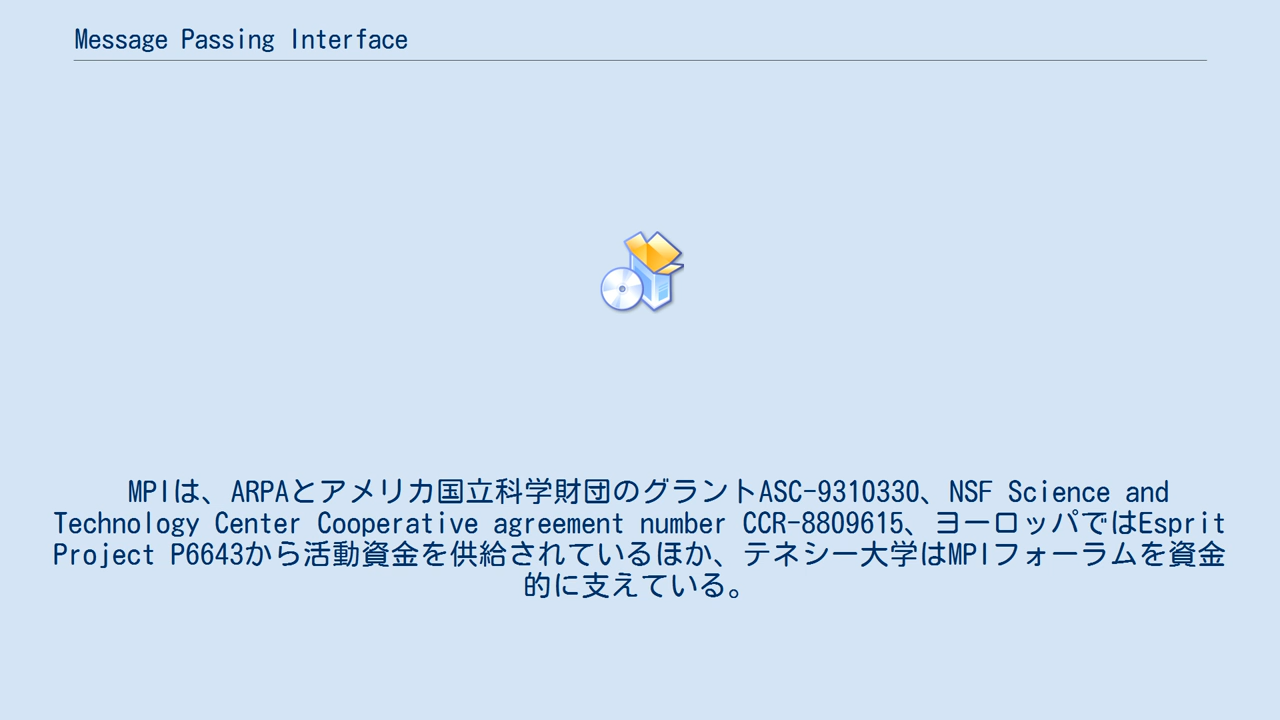 Message Passing Interface
MPIは、ARPAとアメリカ国立科学財団のグラントASC-9310330、NSF Science and
Technology Center Cooperative agreement number CCR-8809615、ヨーロッパではEsprit
Project P6643から活動資金を供給されているほか、テネシー大学はMPIフォーラムを資金
的に支えている。